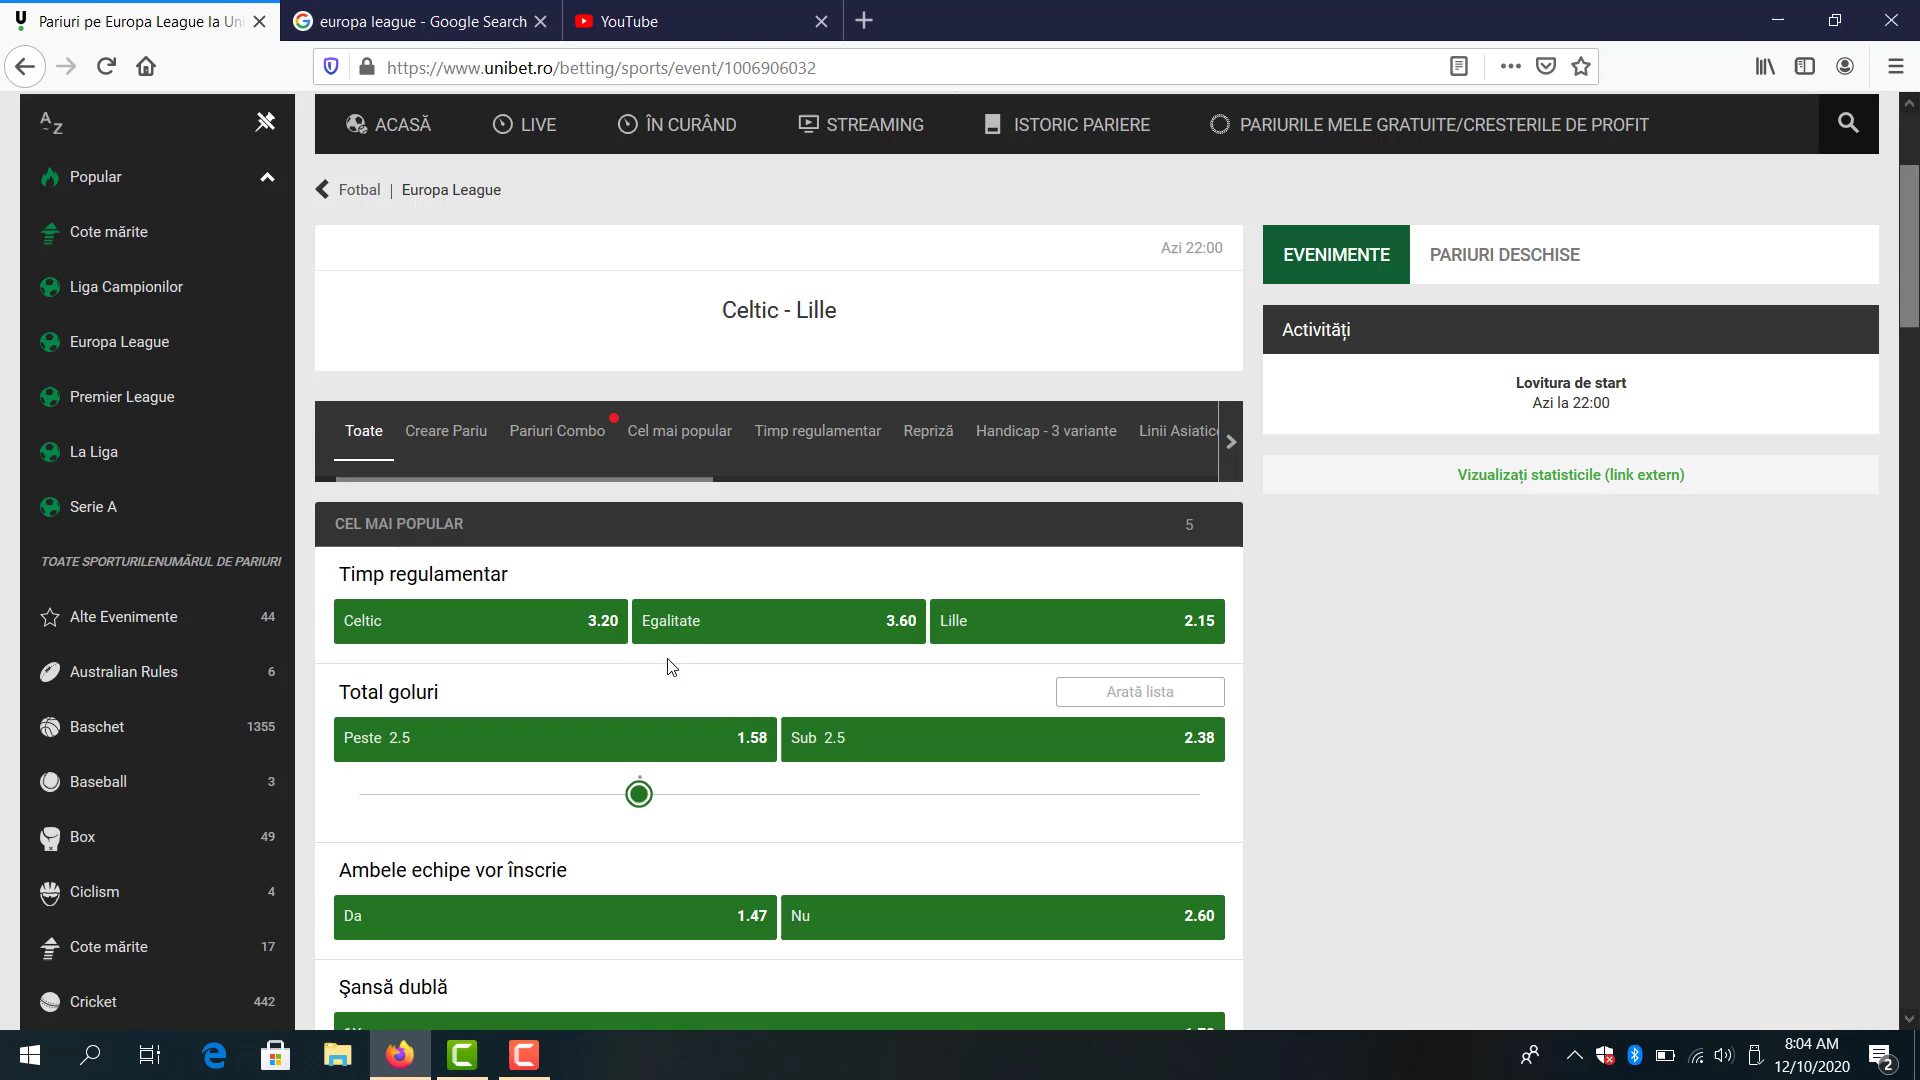 Pariuri pe Europa League la Un
europa league - Google Search
YouTube
https://www.unibet.ro/betting/sports/event/1006906032
A
Z
ACASĂ
LIVE
ÎN CURÂND
STREAMING
ISTORIC PARIERE
PARIURILE MELE GRATUITE/CRESTERILE DE PROFIT
Popular
Cote mărite
Liga Campionilor
Europa League
Premier League
La Liga
Serie A
TOATE SPORTURILENUMĂRUL DE PARIURI
Alte Evenimente 44
Australian Rules 6
Baschet 1355
Baseball 3
Box 49
Ciclism 4
Cote mărite 17
Cricket 442
Fotbal | Europa League
Azi 22:00
Celtic - Lille
Toate
Creare Pariu
Pariuri Combo
Cel mai popular
Timp regulamentar
Repriză
Handicap - 3 variante
Linii Asiatic
CEL MAI POPULAR 5
Timp regulamentar
Celtic 3.20
Egalitate 3.60
Lille 2.15
Total goluri
Arată lista
Peste 2.5 1.58
Sub 2.5 2.38
Ambele echipe vor înscrie
Da 1.47
Nu 2.60
Şansă dublă
EVENIMENTE
PARIURI DESCHISE
Activități
Lovitura de start
Azi la 22:00
Vizualizați statisticile (link extern)
8:04 AM
12/10/2020
2